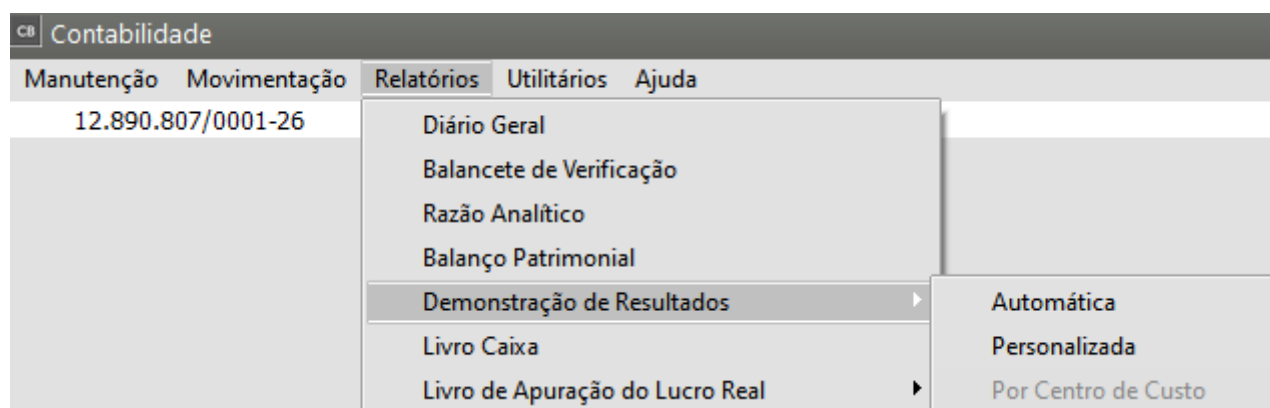 CB Contabilidade
Manutenção Movimentação Relatórios Utilitários Ajuda
12.890.807/0001-26
Diário Geral
Balancete de Verificação
Razão Analítico
Balanço Patrimonial
Demonstração de Resultados
Automática
Livro Caixa
Personalizada
Livro de Apuração do Lucro Real
Por Centro de Custo